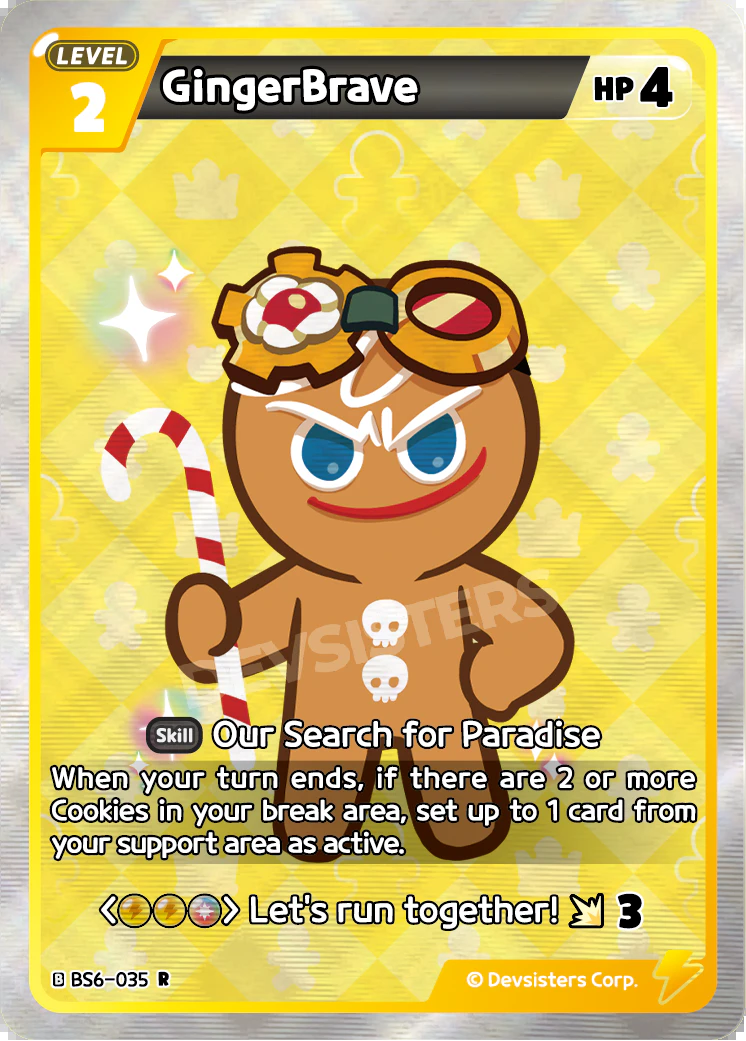 LEVEL
2
GingerBrave
HP 4
DEVSISTERS
Skill Our Search for Paradise
When your turn ends, if there are 2 or more
Cookies in your break area, set up to 1 card from
your support area as active.
Let's run together! 3
B BS6-035 R
© Devsisters Corp.